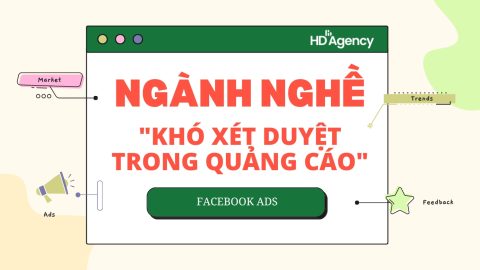 HD Agency
Market
NGÀNH NGHỀ
Trends
"KHÓ XÉT DUYỆT
TRONG QUẢNG CÁO"
FACEBOOK ADS
Feedback
Ads